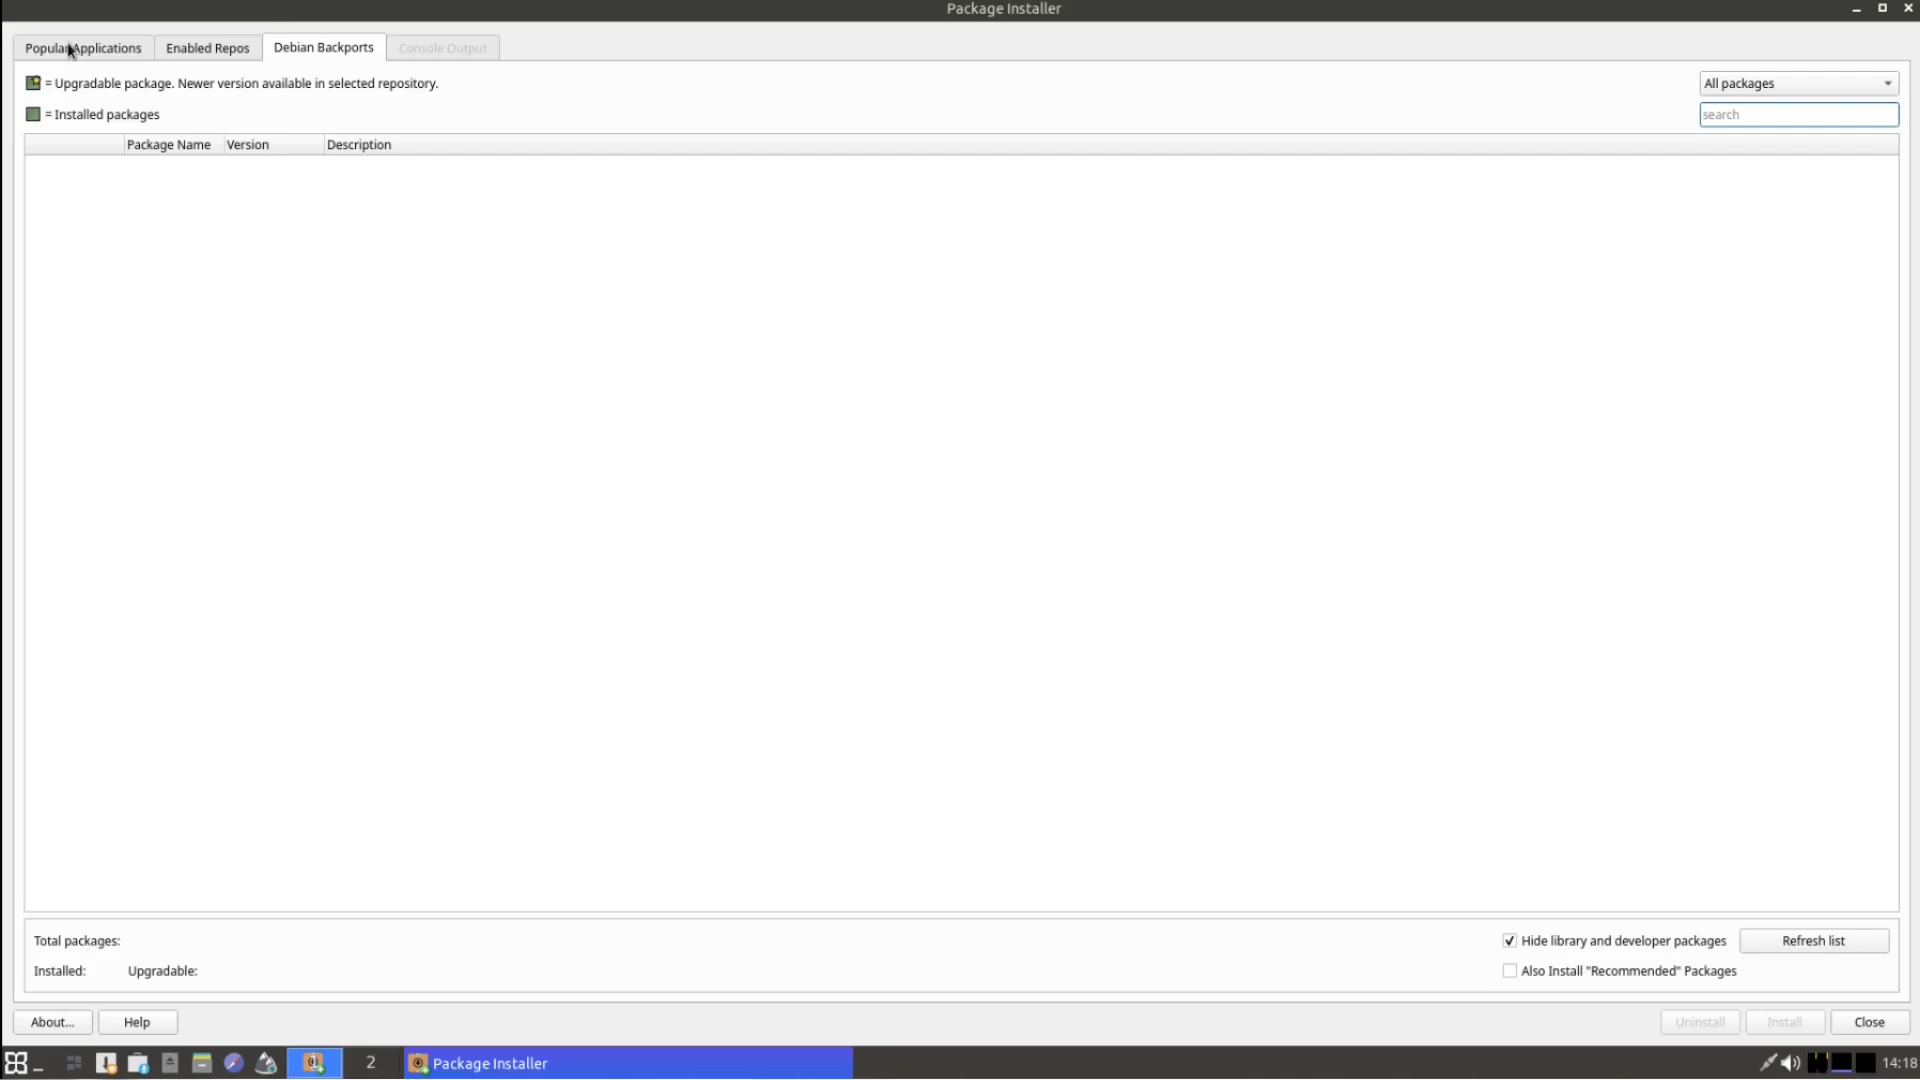 Package Installer
Popular Applications
Enabled Repos
Debian Backports
Console Output
= Upgradable package. Newer version available in selected repository.
All packages
= Installed packages
search
Package Name
Version
Description
Total packages:
Hide library and developer packages
Refresh list
Installed:
Upgradable:
Also Install "Recommended" Packages
About...
Help
Uninstall
Install
Close
2
Package Installer
14:18